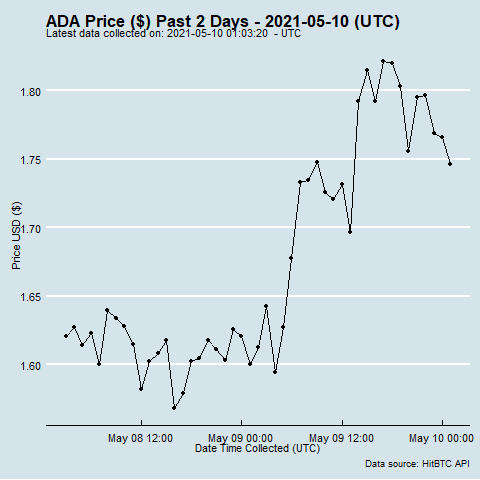 ADA Price ($) Past 2 Days - 2021-05-10 (UTC)
Latest data collected on: 2021-05-10 01:03:20 - UTC
1.80
1.75
1.70
1.65
1.60
Price USD ($)
May 08 12:00 May 09 00:00 May 09 12:00 May 10 00:00
Date Time Collected (UTC)
Data source: HitBTC API